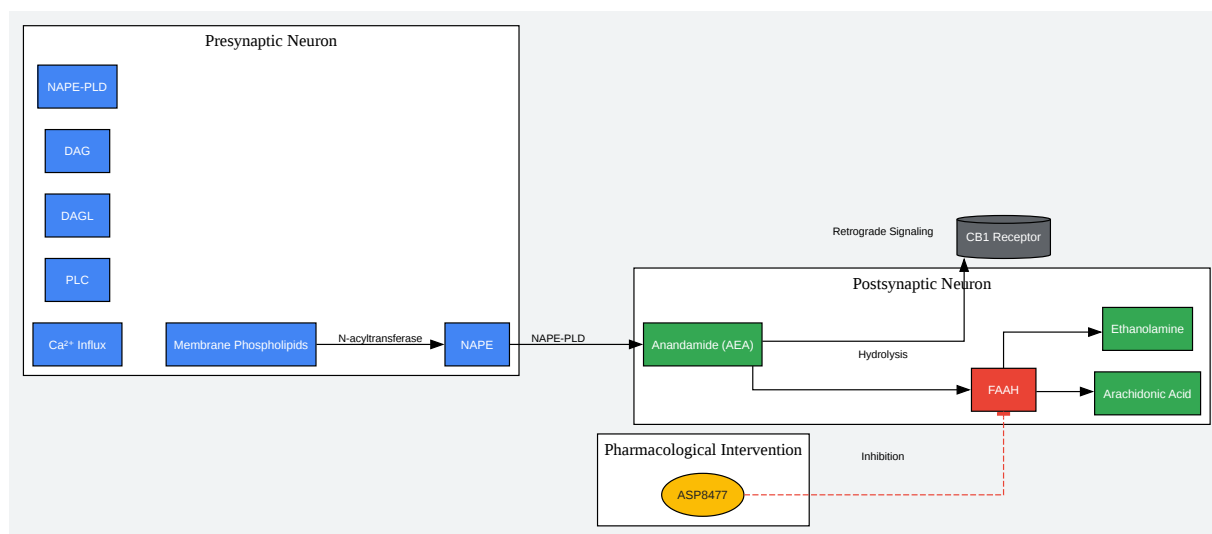 Presynaptic Neuron
NAPE-PLD
DAG
DAGL
PLC
Ca²⁺ Influx
Membrane Phospholipids
N-acyltransferase
NAPE
NAPE-PLD
Retrograde Signaling
CB1 Receptor
Postsynaptic Neuron
Anandamide (AEA)
Hydrolysis
FAAH
Ethanolamine
Arachidonic Acid
Pharmacological Intervention
ASP8477
Inhibition